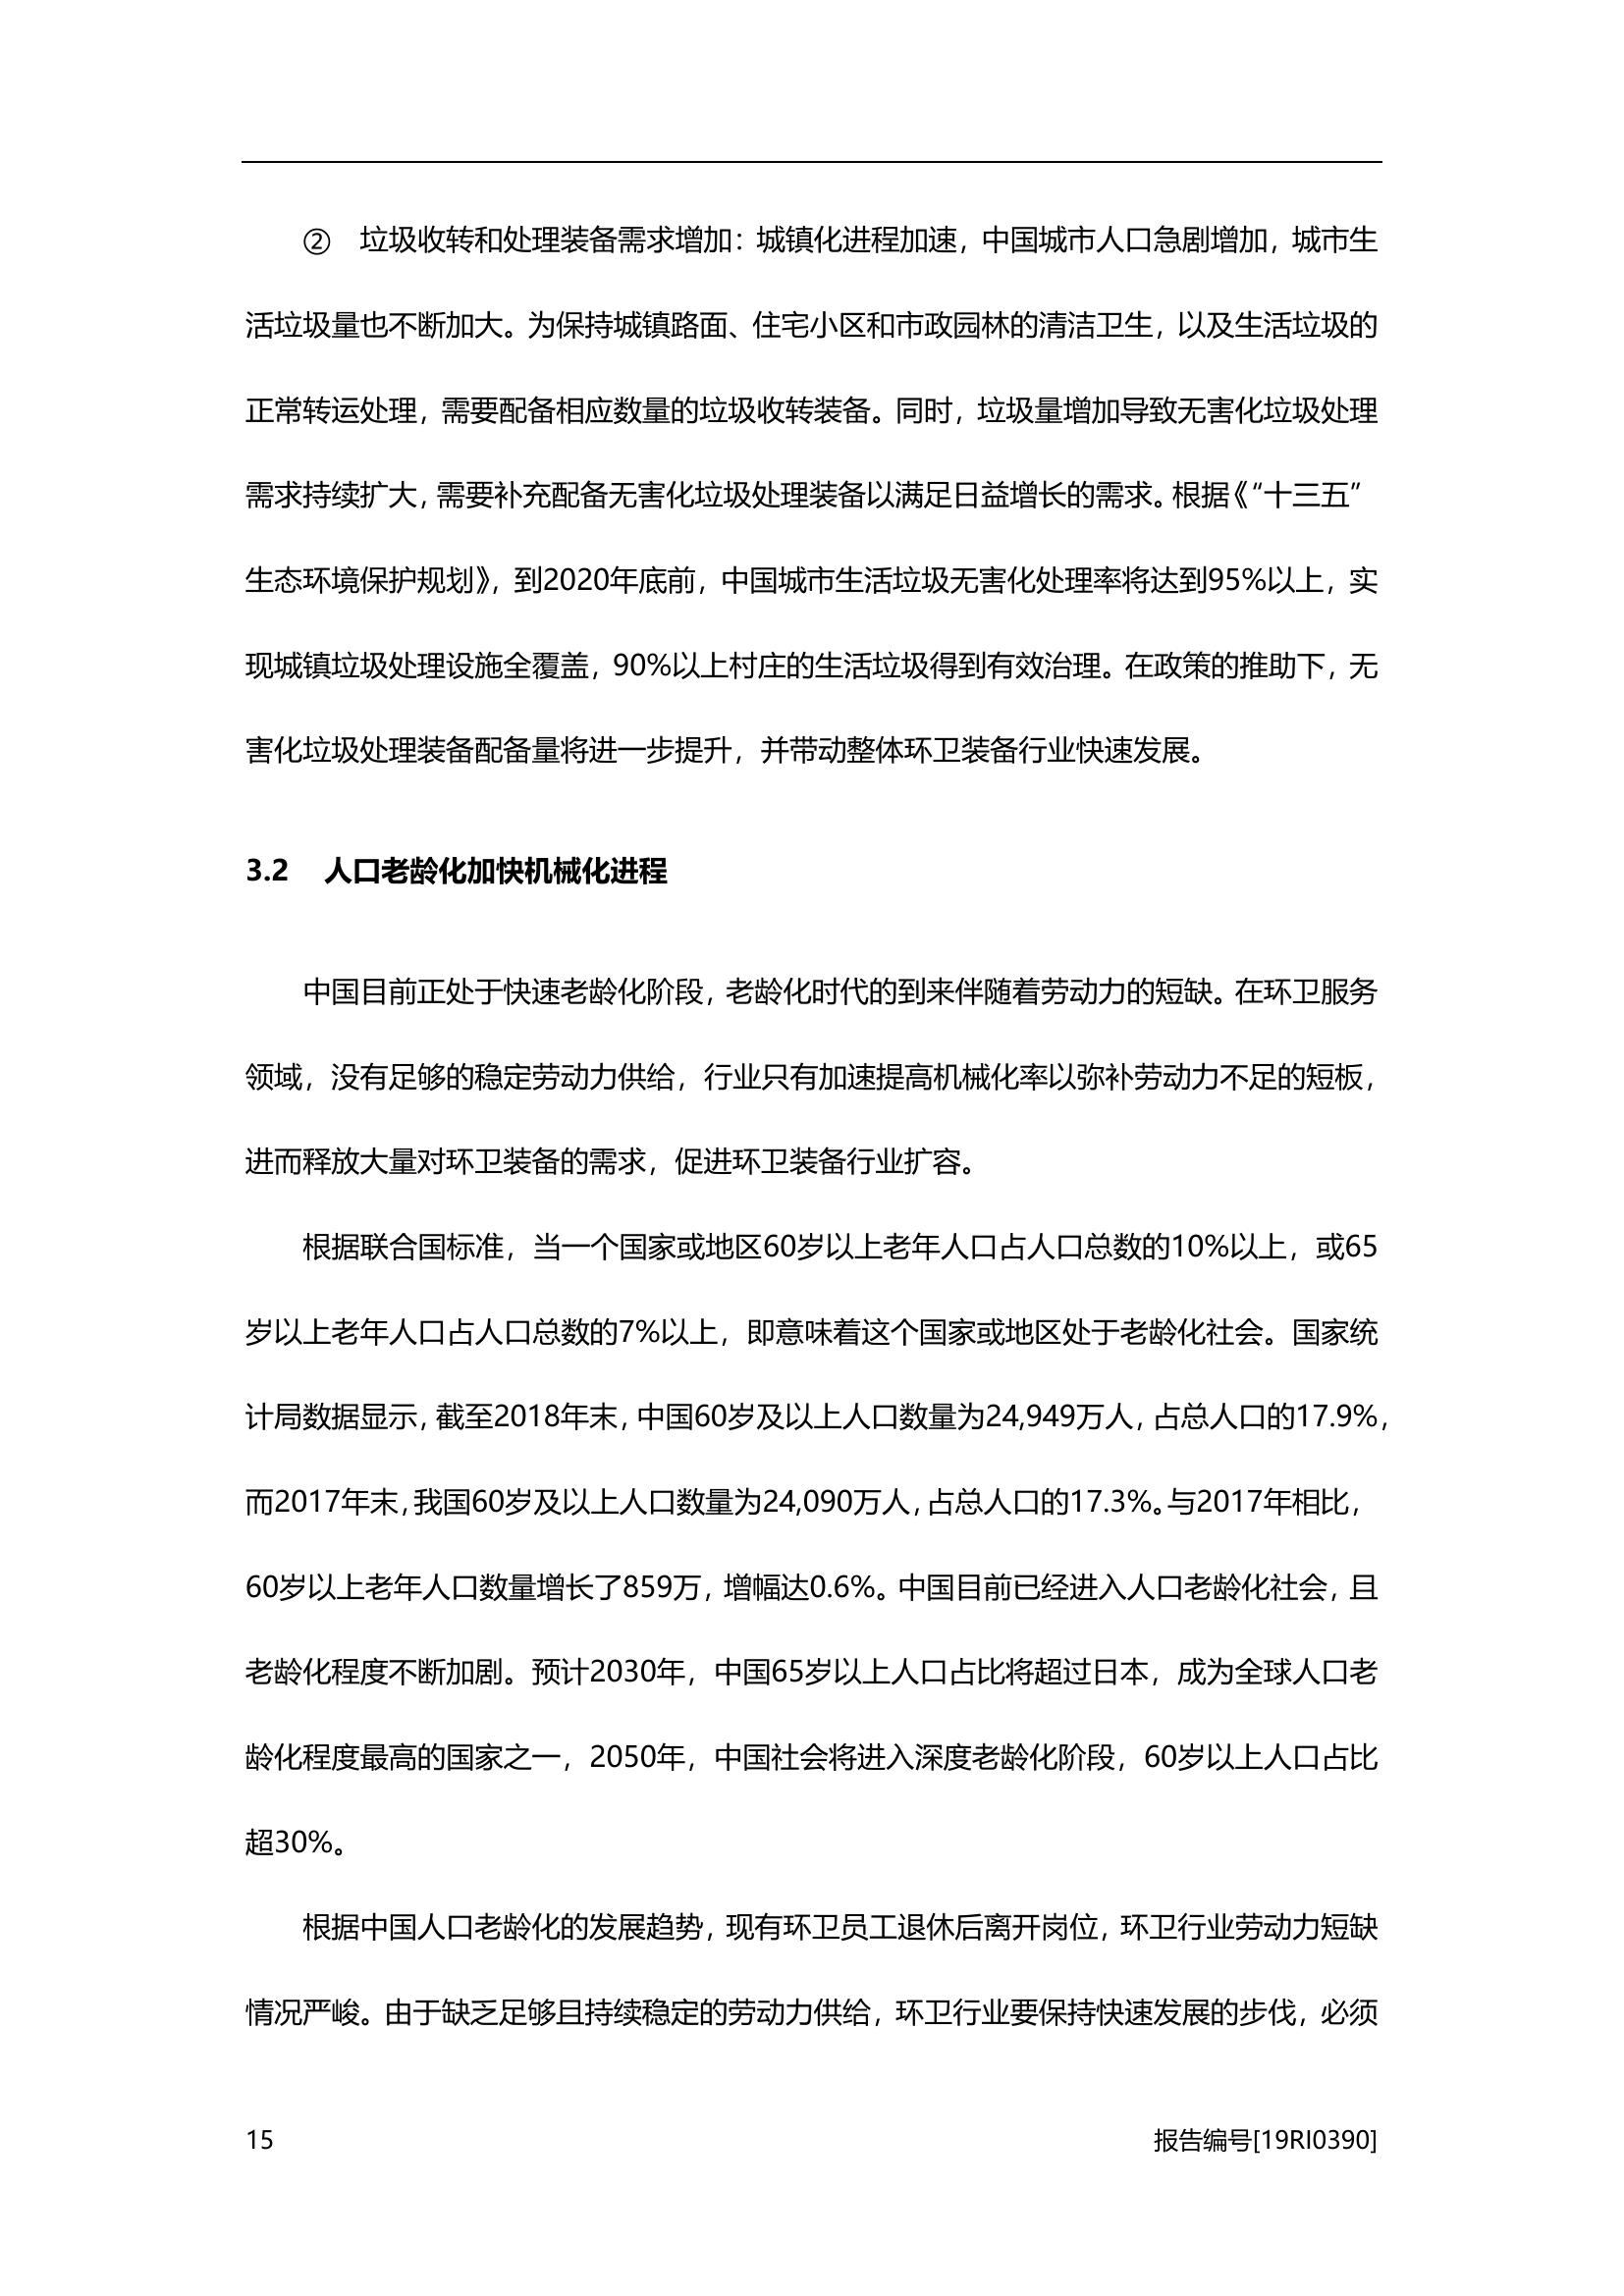 ② 垃圾收转和处理装备需求增加：城镇化进程加速，中国城市人口急剧增加，城市生
活垃圾量也不断加大。为保持城镇路面、住宅小区和市政园林的清洁卫生，以及生活垃圾的
正常转运处理，需要配备相应数量的垃圾收转装备。同时，垃圾量增加导致无害化垃圾处理
需求持续扩大，需要补充配备无害化垃圾处理装备以满足日益增长的需求。根据《“十三五”
生态环境保护规划》，到2020年底前，中国城市生活垃圾无害化处理率将达到95%以上，实
现城镇垃圾处理设施全覆盖，90%以上村庄的生活垃圾得到有效治理。在政策的推助下，无
害化垃圾处理装备配备量将进一步提升，并带动整体环卫装备行业快速发展。
3.2 人口老龄化加快机械化进程
中国目前正处于快速老龄化阶段，老龄化时代的到来伴随着劳动力的短缺。在环卫服务
领域，没有足够的稳定劳动力供给，行业只有加速提高机械化率以弥补劳动力不足的短板，
进而释放大量对环卫装备的需求，促进环卫装备行业扩容。
根据联合国标准，当一个国家或地区60岁以上老年人口占人口总数的10%以上，或65
岁以上老年人口占人口总数的7%以上，即意味着这个国家或地区处于老龄化社会。国家统
计局数据显示，截至2018年末，中国60岁及以上人口数量为24,949万人，占总人口的17.9%，
而2017年末，我国60岁及以上人口数量为24,090万人，占总人口的17.3%。与2017年相比，
60岁以上老年人口数量增长了859万，增幅达0.6%。中国目前已经进入人口老龄化社会，且
老龄化程度不断加剧。预计2030年，中国65岁以上人口占比将超过日本，成为全球人口老
龄化程度最高的国家之一，2050年，中国社会将进入深度老龄化阶段，60岁以上人口占比
超30%。
根据中国人口老龄化的发展趋势，现有环卫员工退休后离开岗位，环卫行业劳动力短缺
情况严峻。由于缺乏足够且持续稳定的劳动力供给，环卫行业要保持快速发展的步伐，必须
15 报告编号[19RI0390]